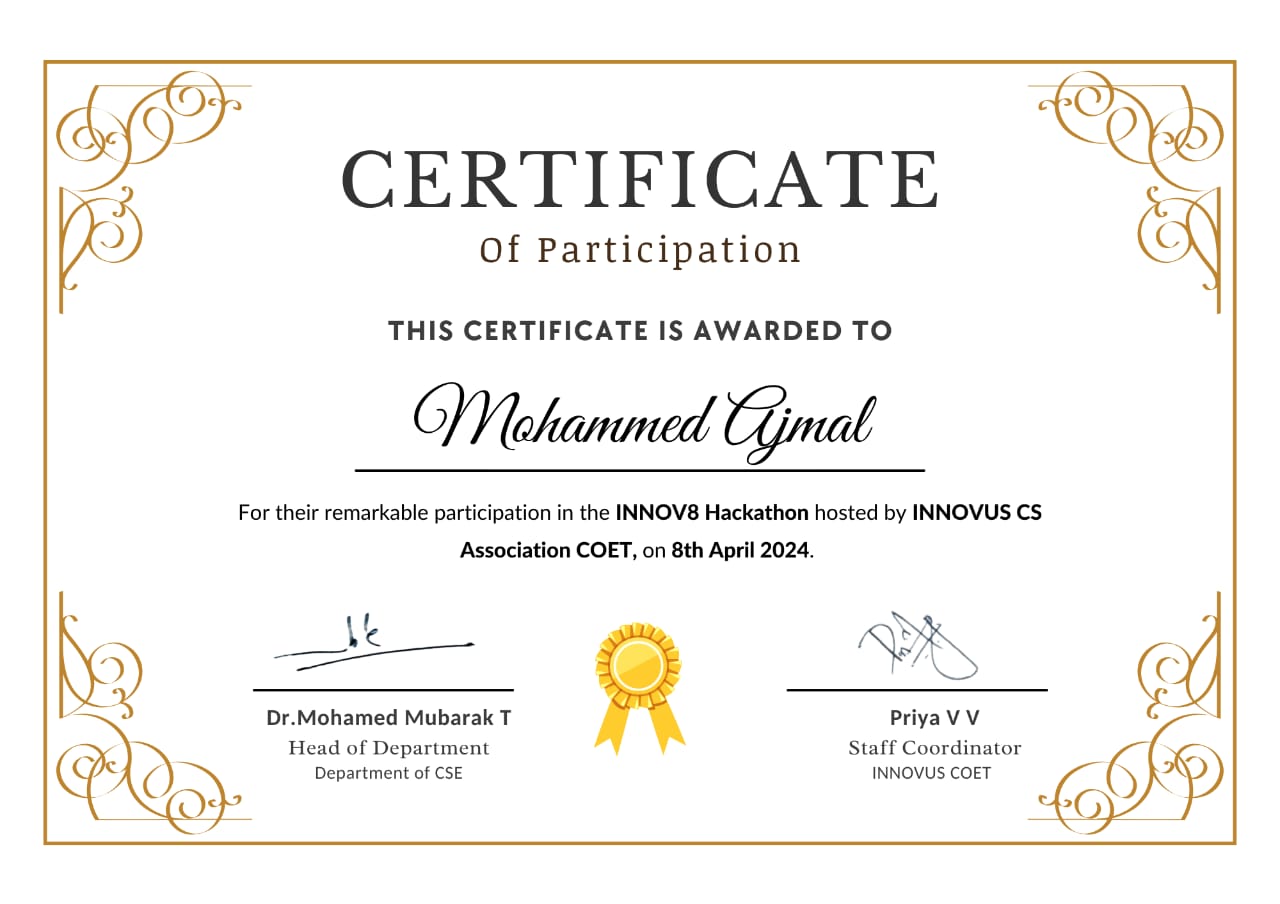 CERTIFICATE
Of Participation
THIS CERTIFICATE IS AWARDED TO
Mohammed Ajmal
For their remarkable participation in the INNOV8 Hackathon hosted by INNOVUS CS
Association COET, on 8th April 2024.
Dr.Mohamed Mubarak T
Head of Department
Department of CSE
Priya V V
Staff Coordinator
INNOVUS COET